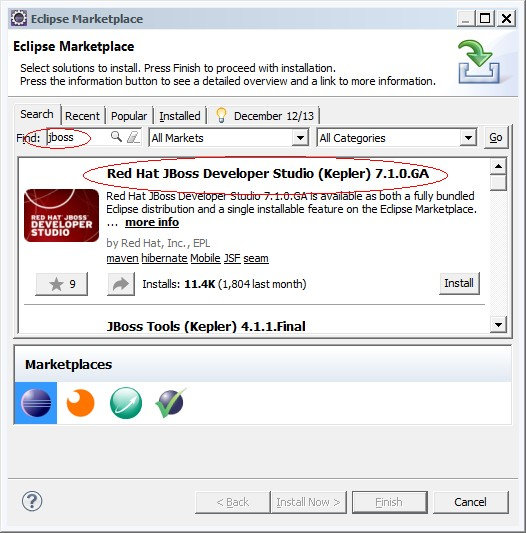 Eclipse Marketplace
Eclipse Marketplace
Select solutions to install. Press Finish to proceed with installation.
Press the information button to see a detailed overview and a link to more information.
Search Recent Popular Installed December 12/13
Find: jboss All Markets All Categories Go
Red Hat JBoss Developer Studio (Kepler) 7.1.0.GA
RED HAT JBOSS DEVELOPER STUDIO
Red Hat JBoss Developer Studio 7.1.0.GA is available as both a fully bundled
Eclipse distribution and a single installable feature on the Eclipse Marketplace.
... more info
by Red Hat, Inc., EPL
maven hibernate Mobile JSF seam
9 Installs: 11.4K (1,804 last month) Install
JBoss Tools (Kepler) 4.1.1.Final
Marketplaces
? < Back Install Now > Finish Cancel